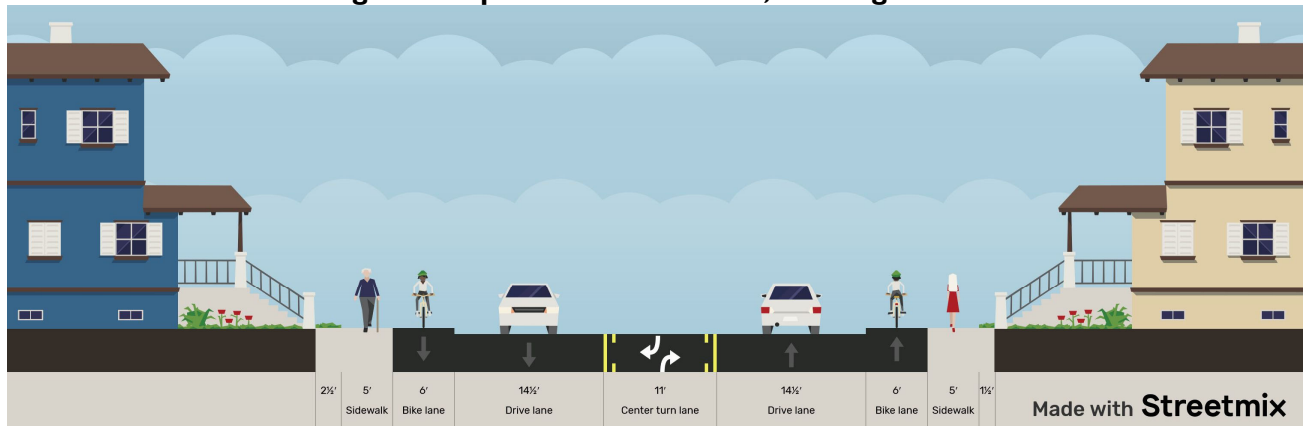 2½' 5' 6' 14½' 11' 14½' 6' 5' 1½'
Sidewalk Bike lane Drive lane Center turn lane Drive lane Bike lane Sidewalk
Made with Streetmix